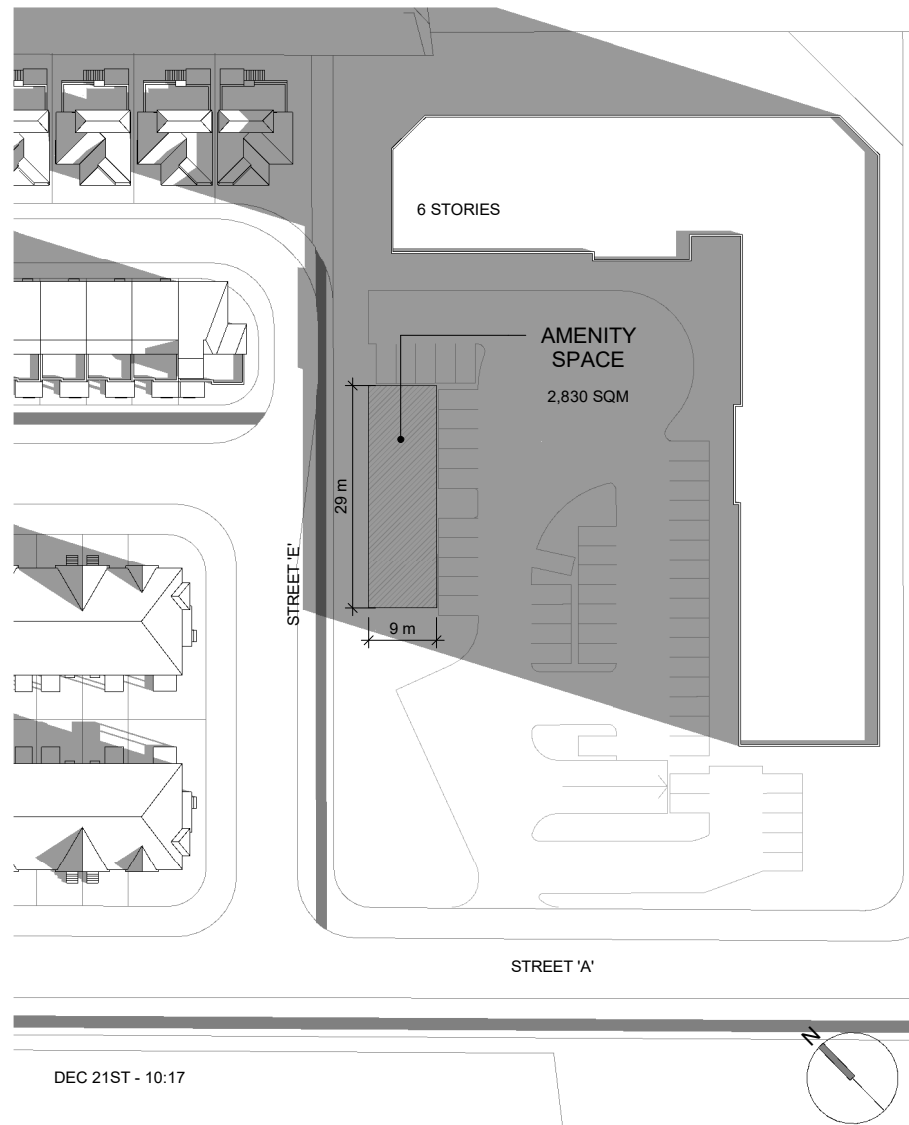 6 STORIES
AMENITY
SPACE
2,830 SQM
29 m
STREET 'E'
9 m
STREET 'A'
N
DEC 21ST - 10:17